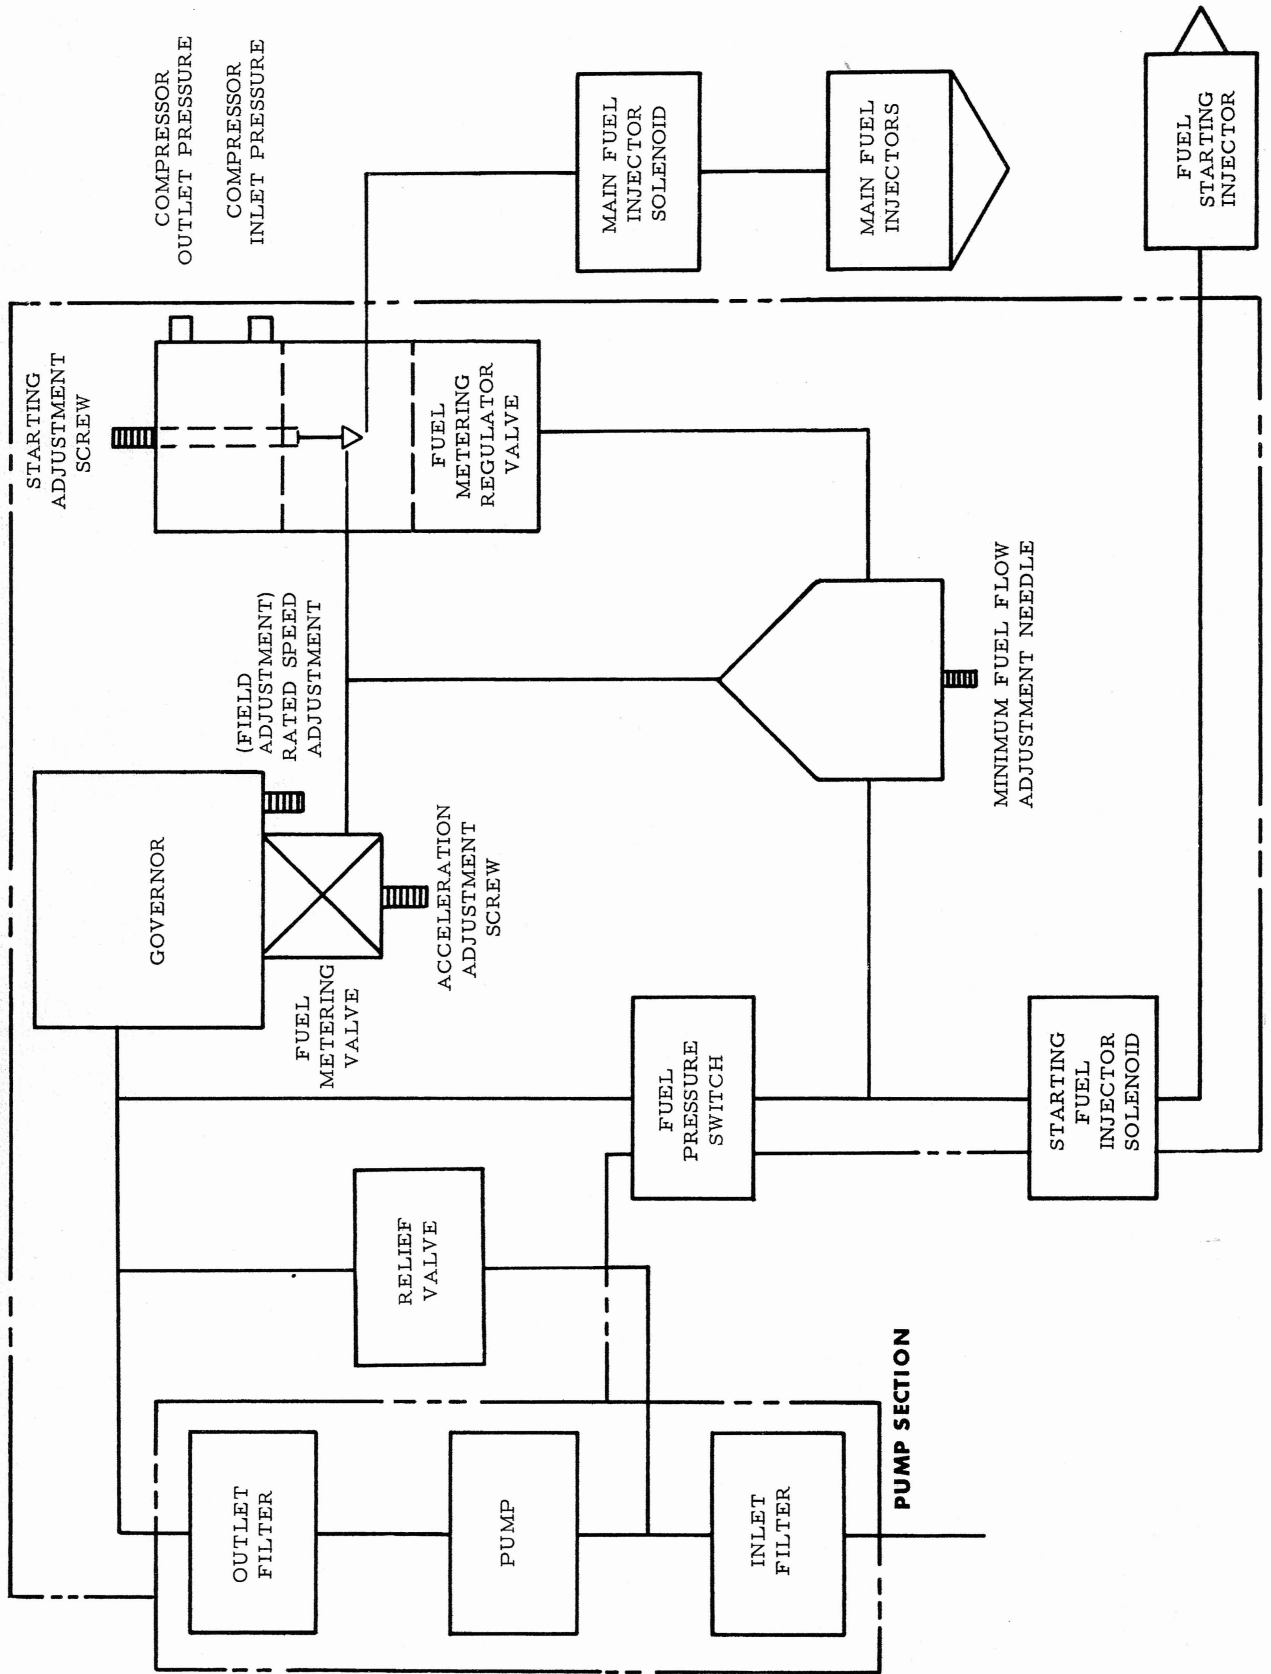 COMPRESSOR
OUTLET PRESSURE
COMPRESSOR
INLET PRESSURE
STARTING
ADJUSTMENT
SCREW
FUEL
METERING
REGULATOR
VALVE
MAIN FUEL
INJECTOR
SOLENOID
MAIN FUEL
INJECTORS
FUEL
STARTING
INJECTOR
(FIELD
ADJUSTMENT)
RATED SPEED
ADJUSTMENT
GOVERNOR
FUEL
METERING
VALVE
ACCELERATION
ADJUSTMENT
SCREW
MINIMUM FUEL FLOW
ADJUSTMENT NEEDLE
FUEL
PRESSURE
SWITCH
STARTING
FUEL
INJECTOR
SOLENOID
RELIEF
VALVE
OUTLET
FILTER
PUMP
INLET
FILTER
PUMP SECTION